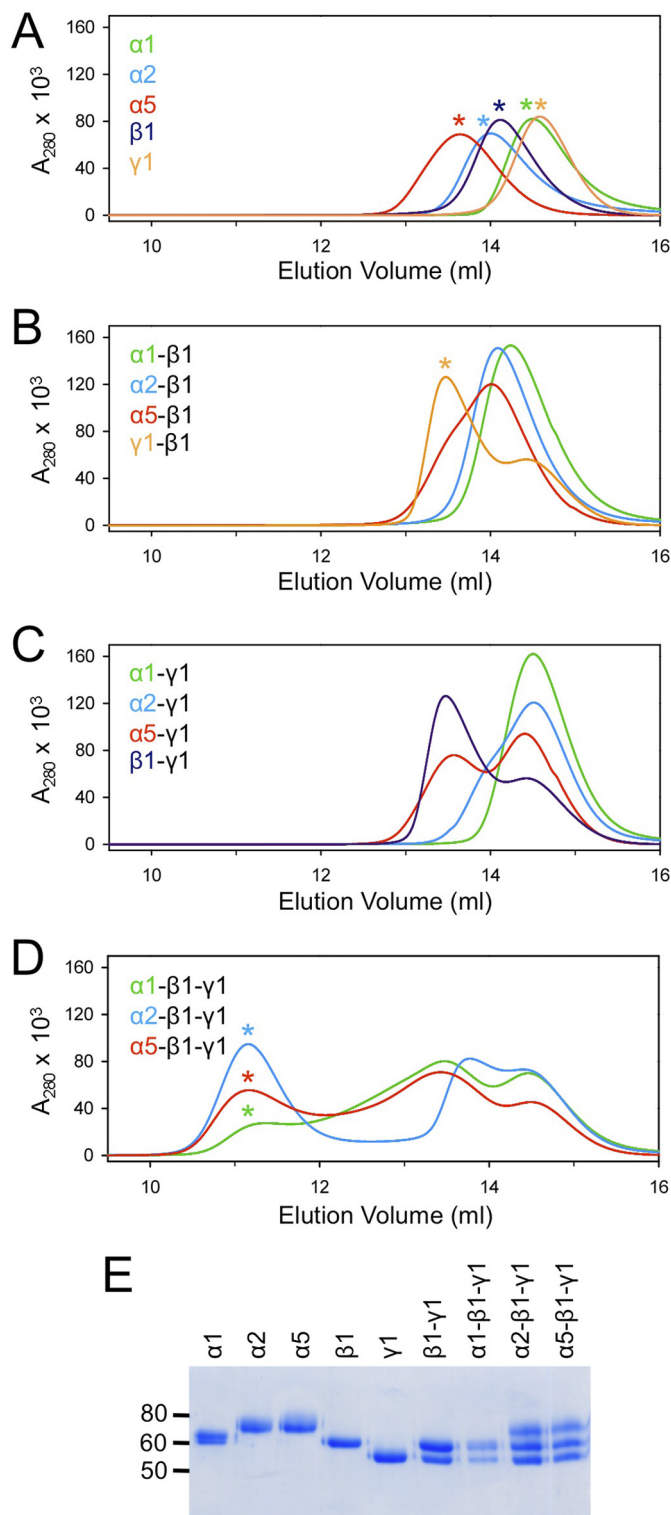 A
160
120
80
40
0
A280 x 10³
α1
α2
α5
β1
γ1
* * * * *
10 12 14 16
Elution Volume (ml)
B
160
120
80
40
0
A280 x 10³
α1-β1
α2-β1
α5-β1
γ1-β1
*
10 12 14 16
Elution Volume (ml)
C
160
120
80
40
0
A280 x 10³
α1-γ1
α2-γ1
α5-γ1
β1-γ1
10 12 14 16
Elution Volume (ml)
D
160
120
80
40
0
A280 x 10³
α1-β1-γ1
α2-β1-γ1
α5-β1-γ1
*
*
*
10 12 14 16
Elution Volume (ml)
E
α1 α2 α5 β1 γ1 β1-γ1 α1-β1-γ1 α2-β1-γ1 α5-β1-γ1
80
60
50